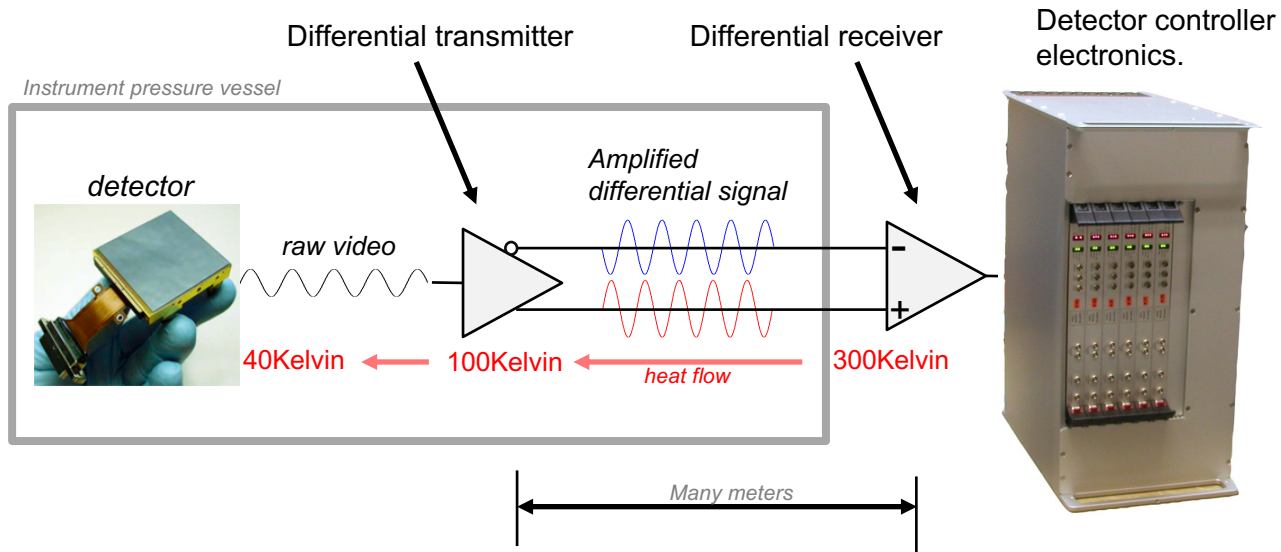 Differential transmitter
Differential receiver
Detector controller
electronics.
Instrument pressure vessel
detector
raw video
Amplified
differential signal
-
+
40Kelvin
100Kelvin
heat flow
300Kelvin
Many meters